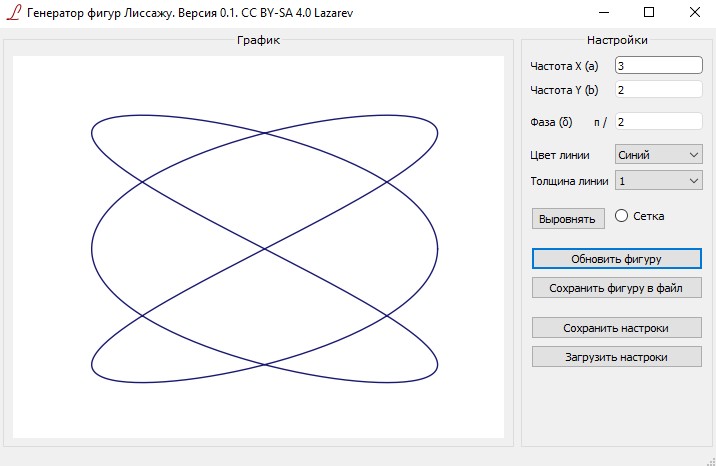 Генератор фигур Лиссажу. Версия 0.1. CC BY-SA 4.0 Lazarev
График
Настройки
Частота X (a) 3
Частота Y (b) 2
Фаза (δ) п / 2
Цвет линии Синий
Толщина линии 1
Выровнять Сетка
Обновить фигуру
Сохранить фигуру в файл
Сохранить настроки
Загрузить настроки